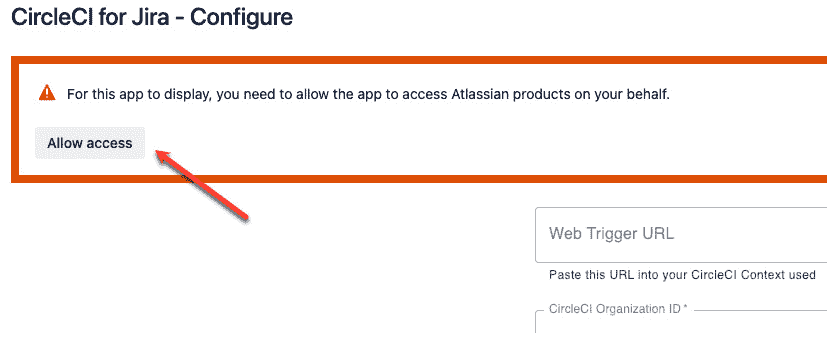 CircleCI for Jira - Configure
For this app to display, you need to allow the app to access Atlassian products on your behalf.
Allow access
Web Trigger URL
Paste this URL into your CircleCI Context used
CircleCI Organization ID *